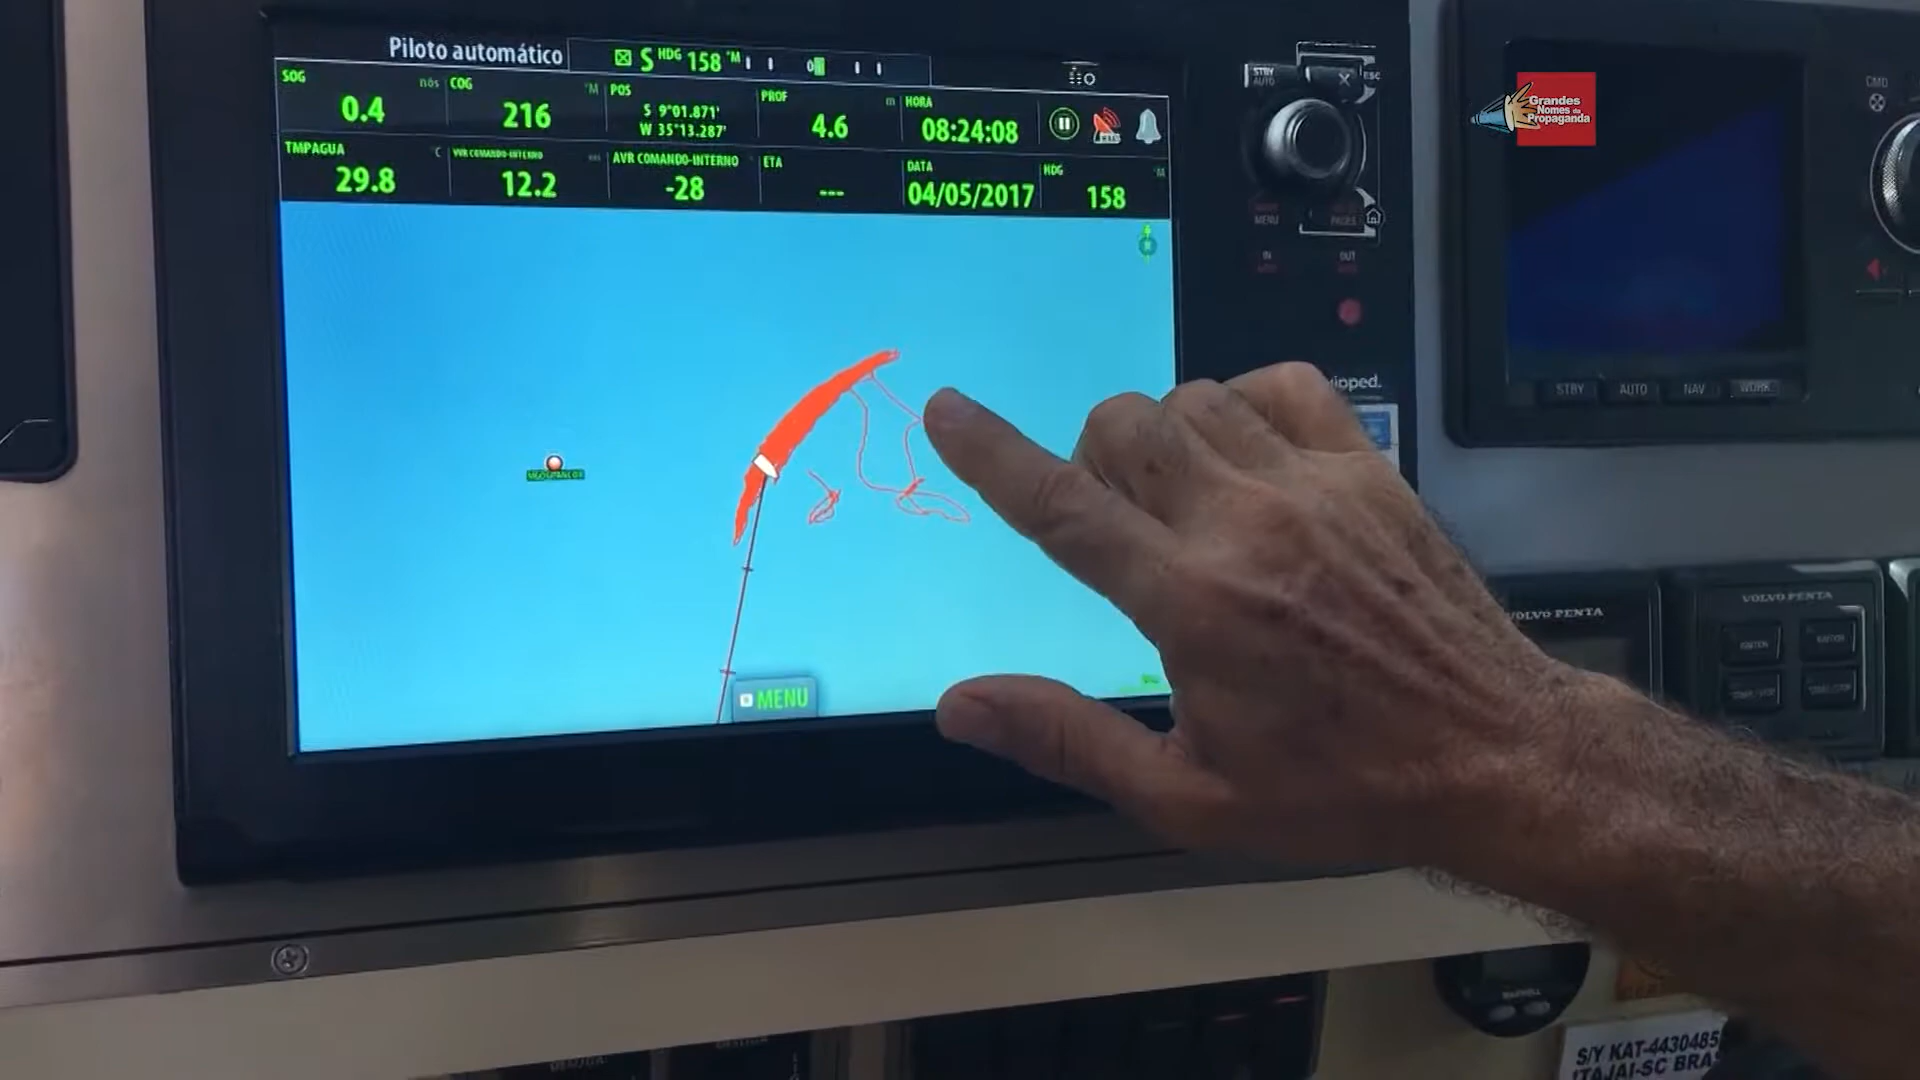 Piloto automático
S HDG 158 °M
SOG nós
0.4
COG °M
216
POS
S 9°01.871'
W 35°13.287'
PROF m
4.6
HORA
08:24:08
TMPAGUA C
29.8
VVR COMANDO-INTERNO
12.2
AVR COMANDO-INTERNO
-28
ETA
---
DATA
04/05/2017
HDG °M
158
MENU
STBY
AUTO
ESC
MENU
PAGES
IN
OUT
CMD
Grandes
Nomes da
Propaganda
STBY
AUTO
NAV
WORK
VOLVO PENTA
VOLVO PENTA
S/Y KAT-4430485
ITAJAI-SC BRAS